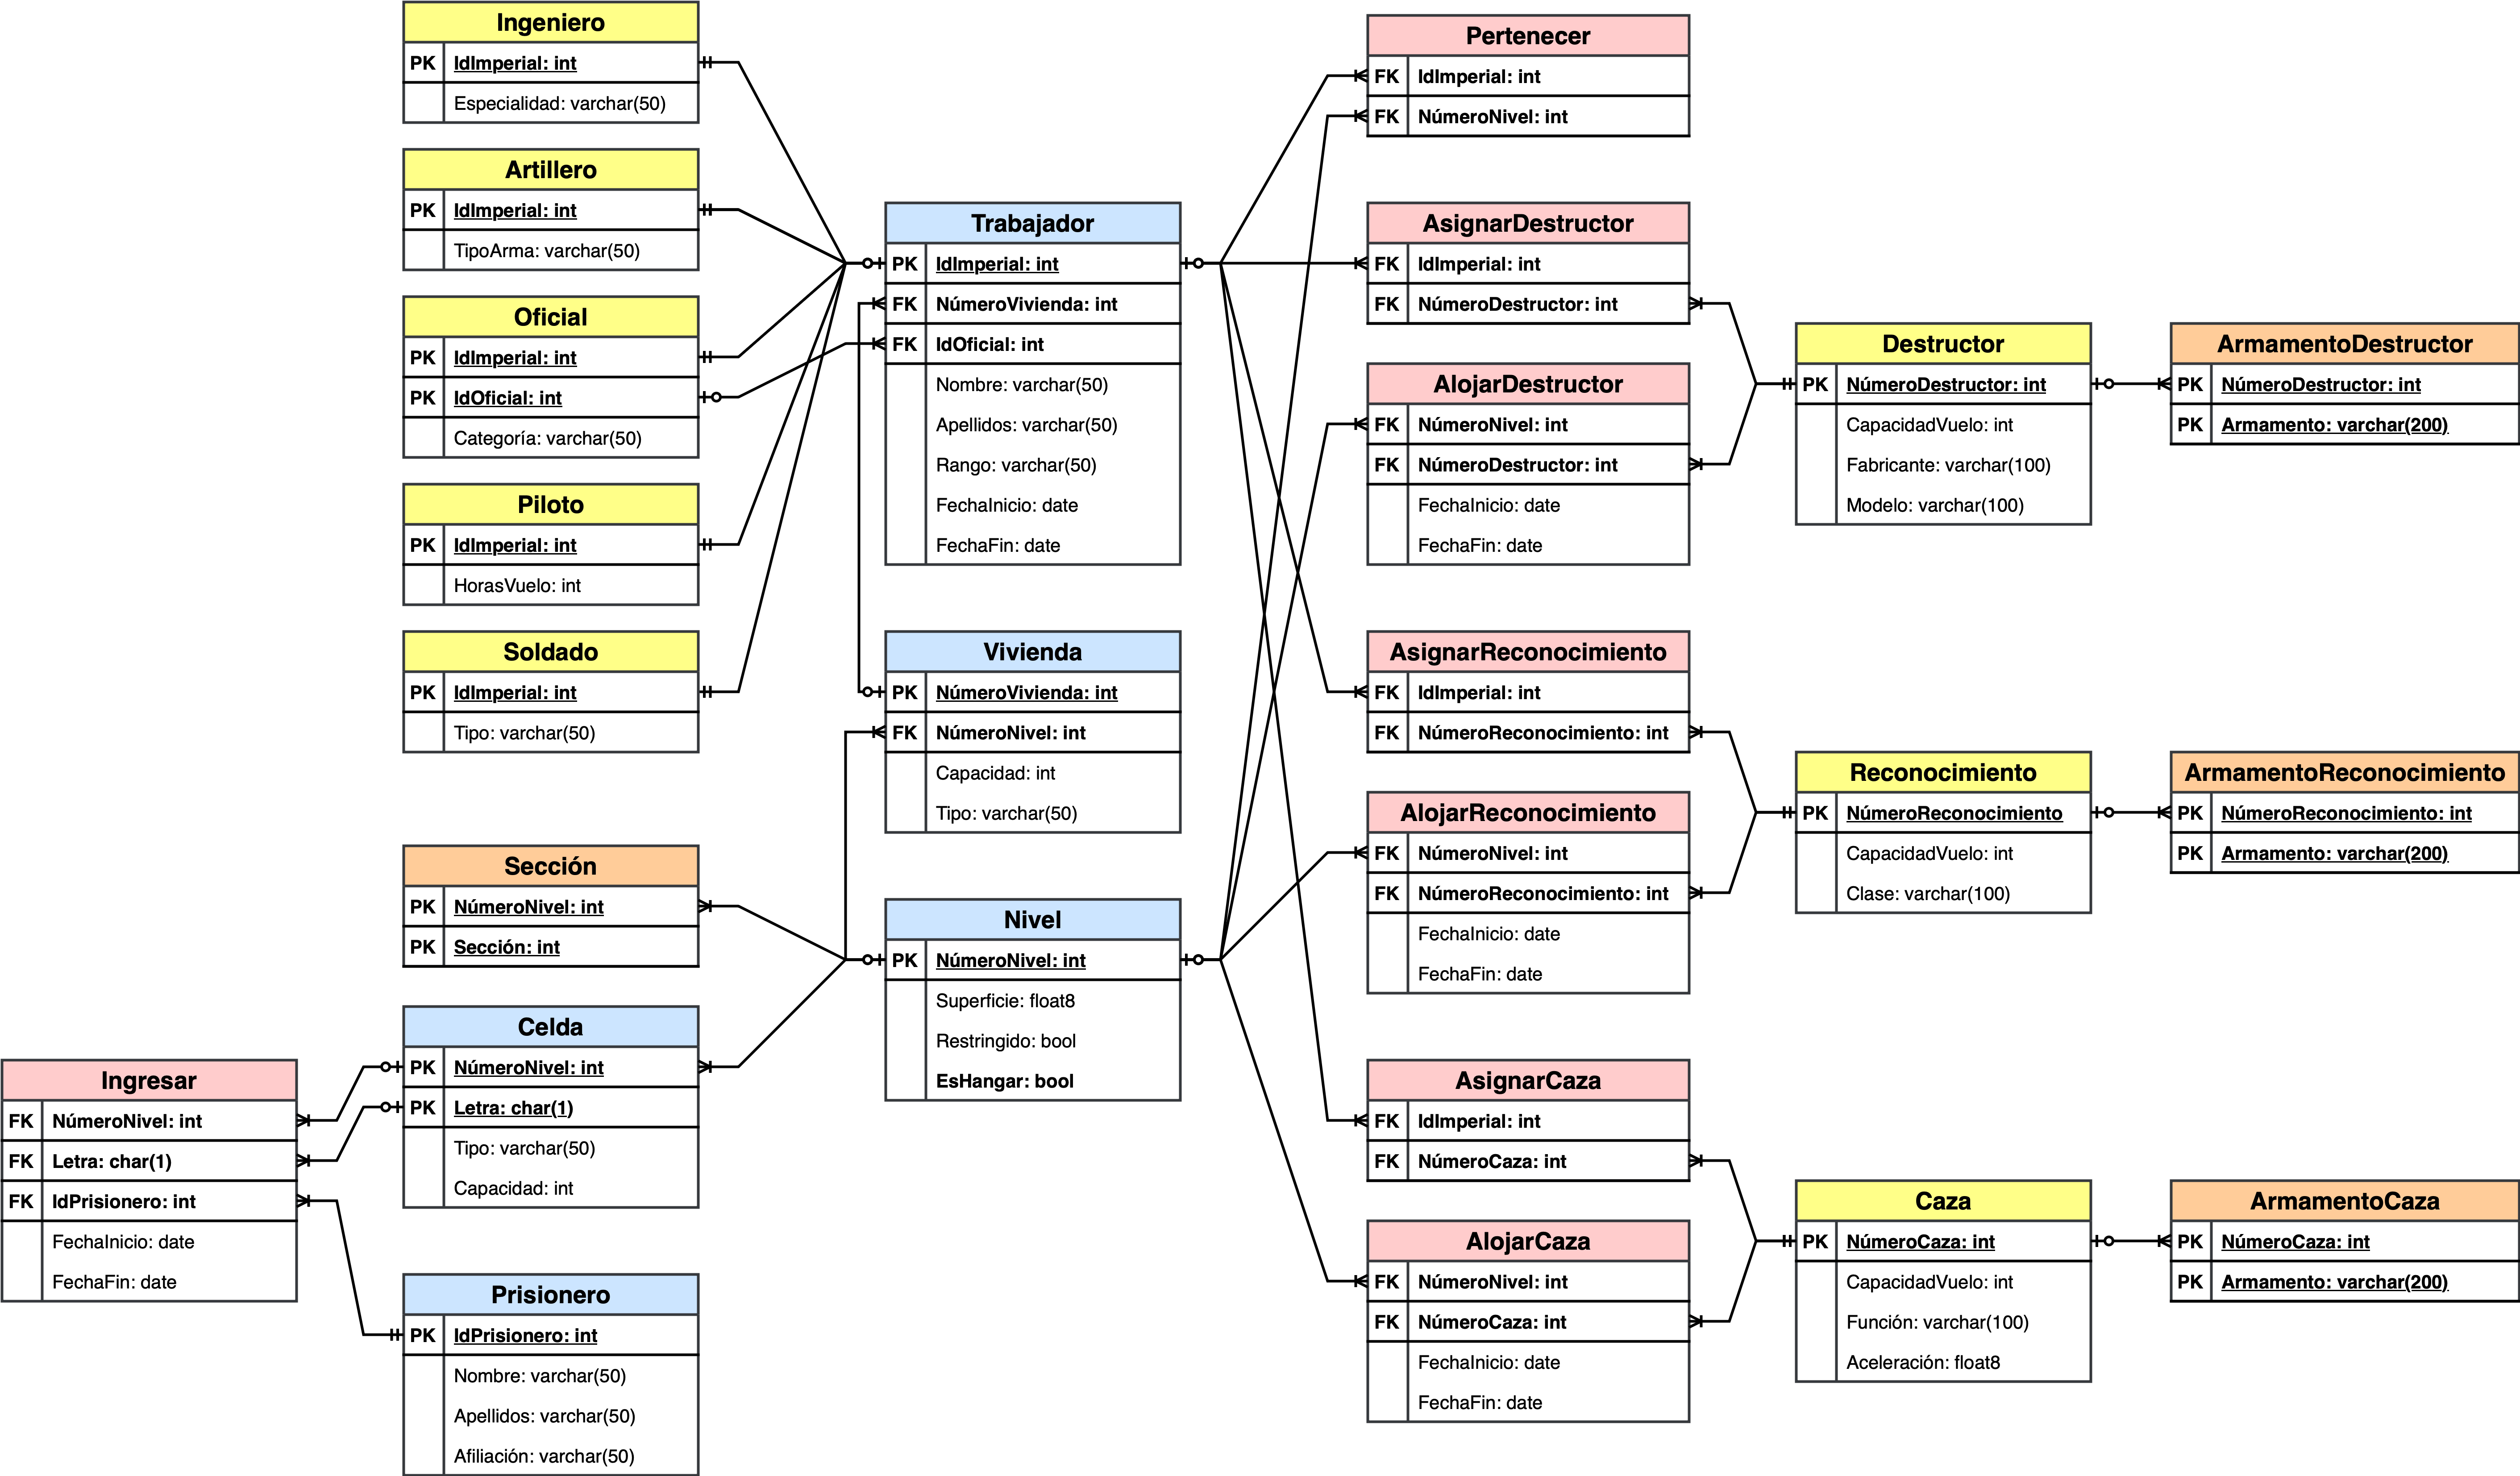 Ingeniero
PK IdImperial: int
Especialidad: varchar(50)
Artillero
PK IdImperial: int
TipoArma: varchar(50)
Oficial
PK IdImperial: int
PK IdOficial: int
Categoría: varchar(50)
Piloto
PK IdImperial: int
HorasVuelo: int
Soldado
PK IdImperial: int
Tipo: varchar(50)
Sección
PK NúmeroNivel: int
PK Sección: int
Celda
PK NúmeroNivel: int
PK Letra: char(1)
Tipo: varchar(50)
Capacidad: int
Ingresar
FK NúmeroNivel: int
FK Letra: char(1)
FK IdPrisionero: int
FechaInicio: date
FechaFin: date
Prisionero
PK IdPrisionero: int
Nombre: varchar(50)
Apellidos: varchar(50)
Afiliación: varchar(50)
Trabajador
PK IdImperial: int
FK NúmeroVivienda: int
FK IdOficial: int
Nombre: varchar(50)
Apellidos: varchar(50)
Rango: varchar(50)
FechaInicio: date
FechaFin: date
Vivienda
PK NúmeroVivienda: int
FK NúmeroNivel: int
Capacidad: int
Tipo: varchar(50)
Nivel
PK NúmeroNivel: int
Superficie: float8
Restringido: bool
EsHangar: bool
Pertenecer
FK IdImperial: int
FK NúmeroNivel: int
AsignarDestructor
FK IdImperial: int
FK NúmeroDestructor: int
AlojarDestructor
FK NúmeroNivel: int
FK NúmeroDestructor: int
FechaInicio: date
FechaFin: date
AsignarReconocimiento
FK IdImperial: int
FK NúmeroReconocimiento: int
AlojarReconocimiento
FK NúmeroNivel: int
FK NúmeroReconocimiento: int
FechaInicio: date
FechaFin: date
AsignarCaza
FK IdImperial: int
FK NúmeroCaza: int
AlojarCaza
FK NúmeroNivel: int
FK NúmeroCaza: int
FechaInicio: date
FechaFin: date
Destructor
PK NúmeroDestructor: int
CapacidadVuelo: int
Fabricante: varchar(100)
Modelo: varchar(100)
Reconocimiento
PK NúmeroReconocimiento
CapacidadVuelo: int
Clase: varchar(100)
Caza
PK NúmeroCaza: int
CapacidadVuelo: int
Función: varchar(100)
Aceleración: float8
ArmamentoDestructor
PK NúmeroDestructor: int
PK Armamento: varchar(200)
ArmamentoReconocimiento
PK NúmeroReconocimiento: int
PK Armamento: varchar(200)
ArmamentoCaza
PK NúmeroCaza: int
PK Armamento: varchar(200)